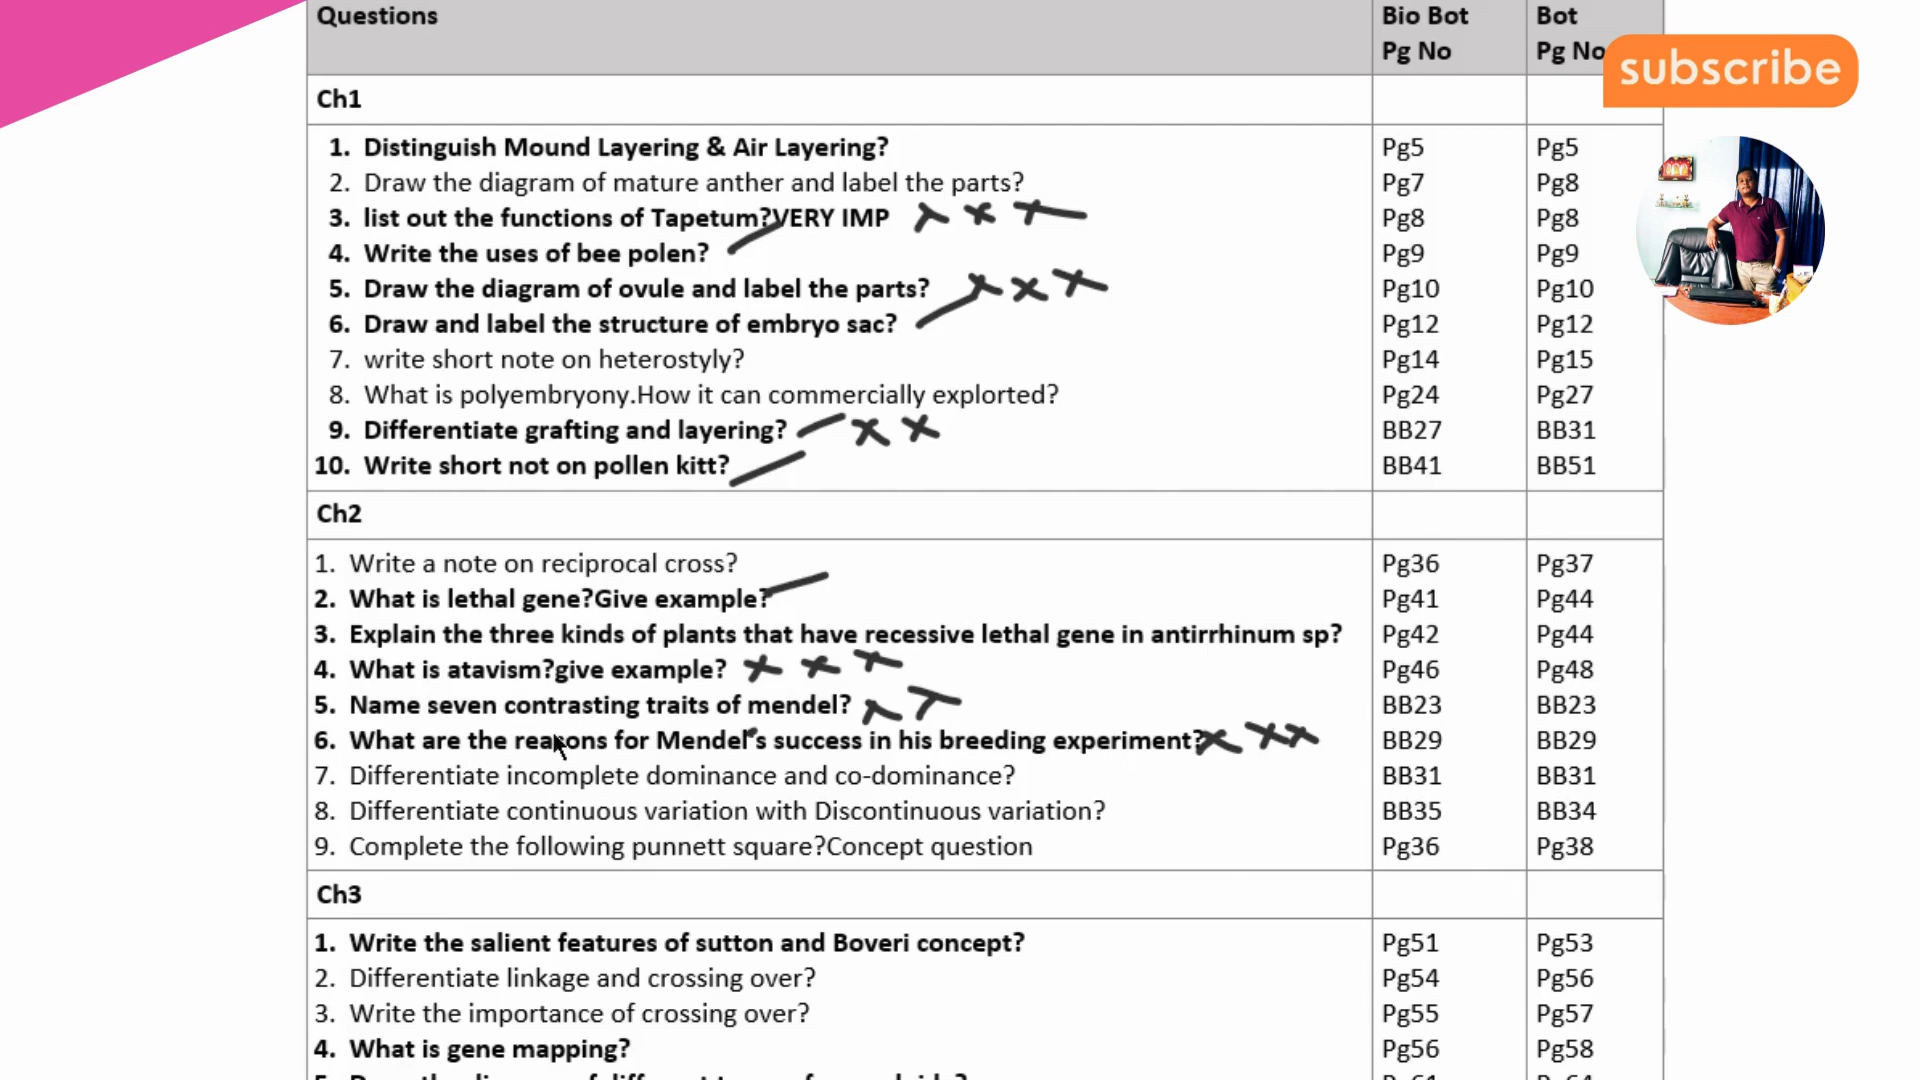 Questions Bio Bot Pg No Bot Pg No
subscribe
Ch1
1. Distinguish Mound Layering & Air Layering? Pg5 Pg5
2. Draw the diagram of mature anther and label the parts? Pg7 Pg8
3. list out the functions of Tapetum?VERY IMP x x x Pg8 Pg8
4. Write the uses of bee polen? Pg9 Pg9
5. Draw the diagram of ovule and label the parts? x x x Pg10 Pg10
6. Draw and label the structure of embryo sac? Pg12 Pg12
7. write short note on heterostyly? Pg14 Pg15
8. What is polyembryony.How it can commercially explorted? Pg24 Pg27
9. Differentiate grafting and layering? x x BB27 BB31
10. Write short not on pollen kitt? BB41 BB51
Ch2
1. Write a note on reciprocal cross? Pg36 Pg37
2. What is lethal gene?Give example? Pg41 Pg44
3. Explain the three kinds of plants that have recessive lethal gene in antirrhinum sp? Pg42 Pg44
4. What is atavism?give example? x x x Pg46 Pg48
5. Name seven contrasting traits of mendel? x x BB23 BB23
6. What are the reasons for Mendel's success in his breeding experiment? x x x BB29 BB29
7. Differentiate incomplete dominance and co-dominance? BB31 BB31
8. Differentiate continuous variation with Discontinuous variation? BB35 BB34
9. Complete the following punnett square?Concept question Pg36 Pg38
Ch3
1. Write the salient features of sutton and Boveri concept? Pg51 Pg53
2. Differentiate linkage and crossing over? Pg54 Pg56
3. Write the importance of crossing over? Pg55 Pg57
4. What is gene mapping? Pg56 Pg58